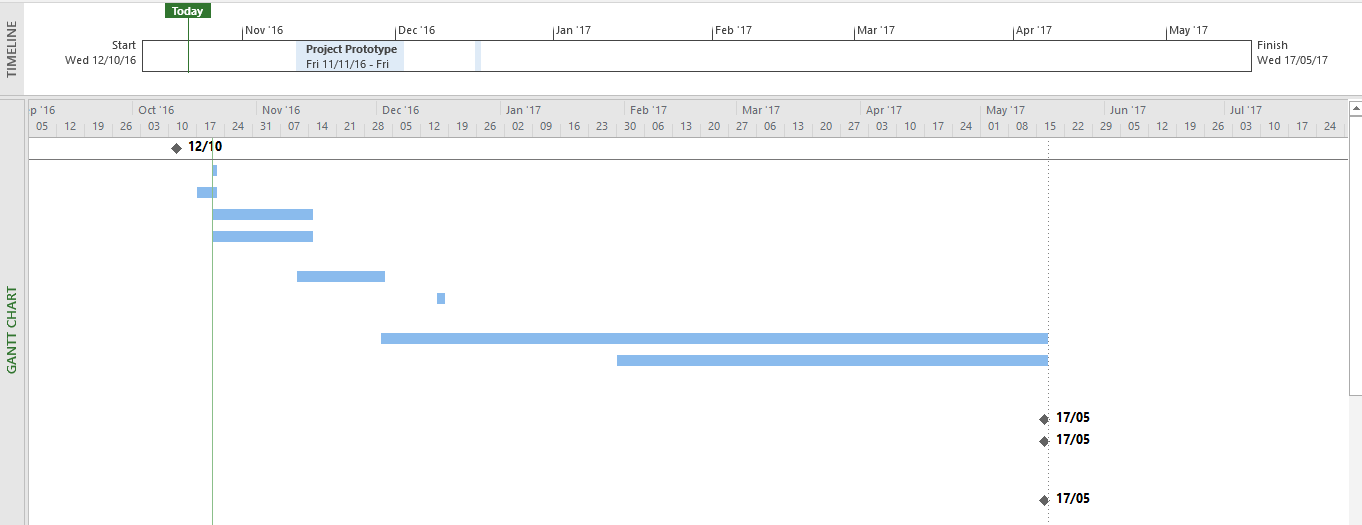 TIMELINE
Today
Nov '16 Dec '16 Jan '17 Feb '17 Mar '17 Apr '17 May '17
Start
Wed 12/10/16
Project Prototype
Fri 11/11/16 - Fri
Finish
Wed 17/05/17
GANTT CHART
p '16 Oct '16 Nov '16 Dec '16 Jan '17 Feb '17 Mar '17 Apr '17 May '17 Jun '17 Jul '17
05 12 19 26 03 10 17 24 31 07 14 21 28 05 12 19 26 02 09 16 23 30 06 13 20 27 06 13 20 27 03 10 17 24 01 08 15 22 29 05 12 19 26 03 10 17 24
12/10
17/05
17/05
17/05